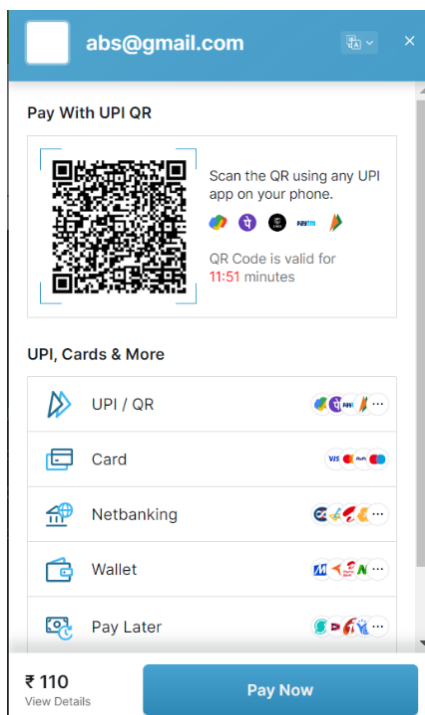 abs@gmail.com
Pay With UPI QR
Scan the QR using any UPI
app on your phone.
QR Code is valid for
11:51 minutes
UPI, Cards & More
UPI / QR
Card
VIS
Netbanking
Wallet
Pay Later
₹ 110
View Details
Pay Now